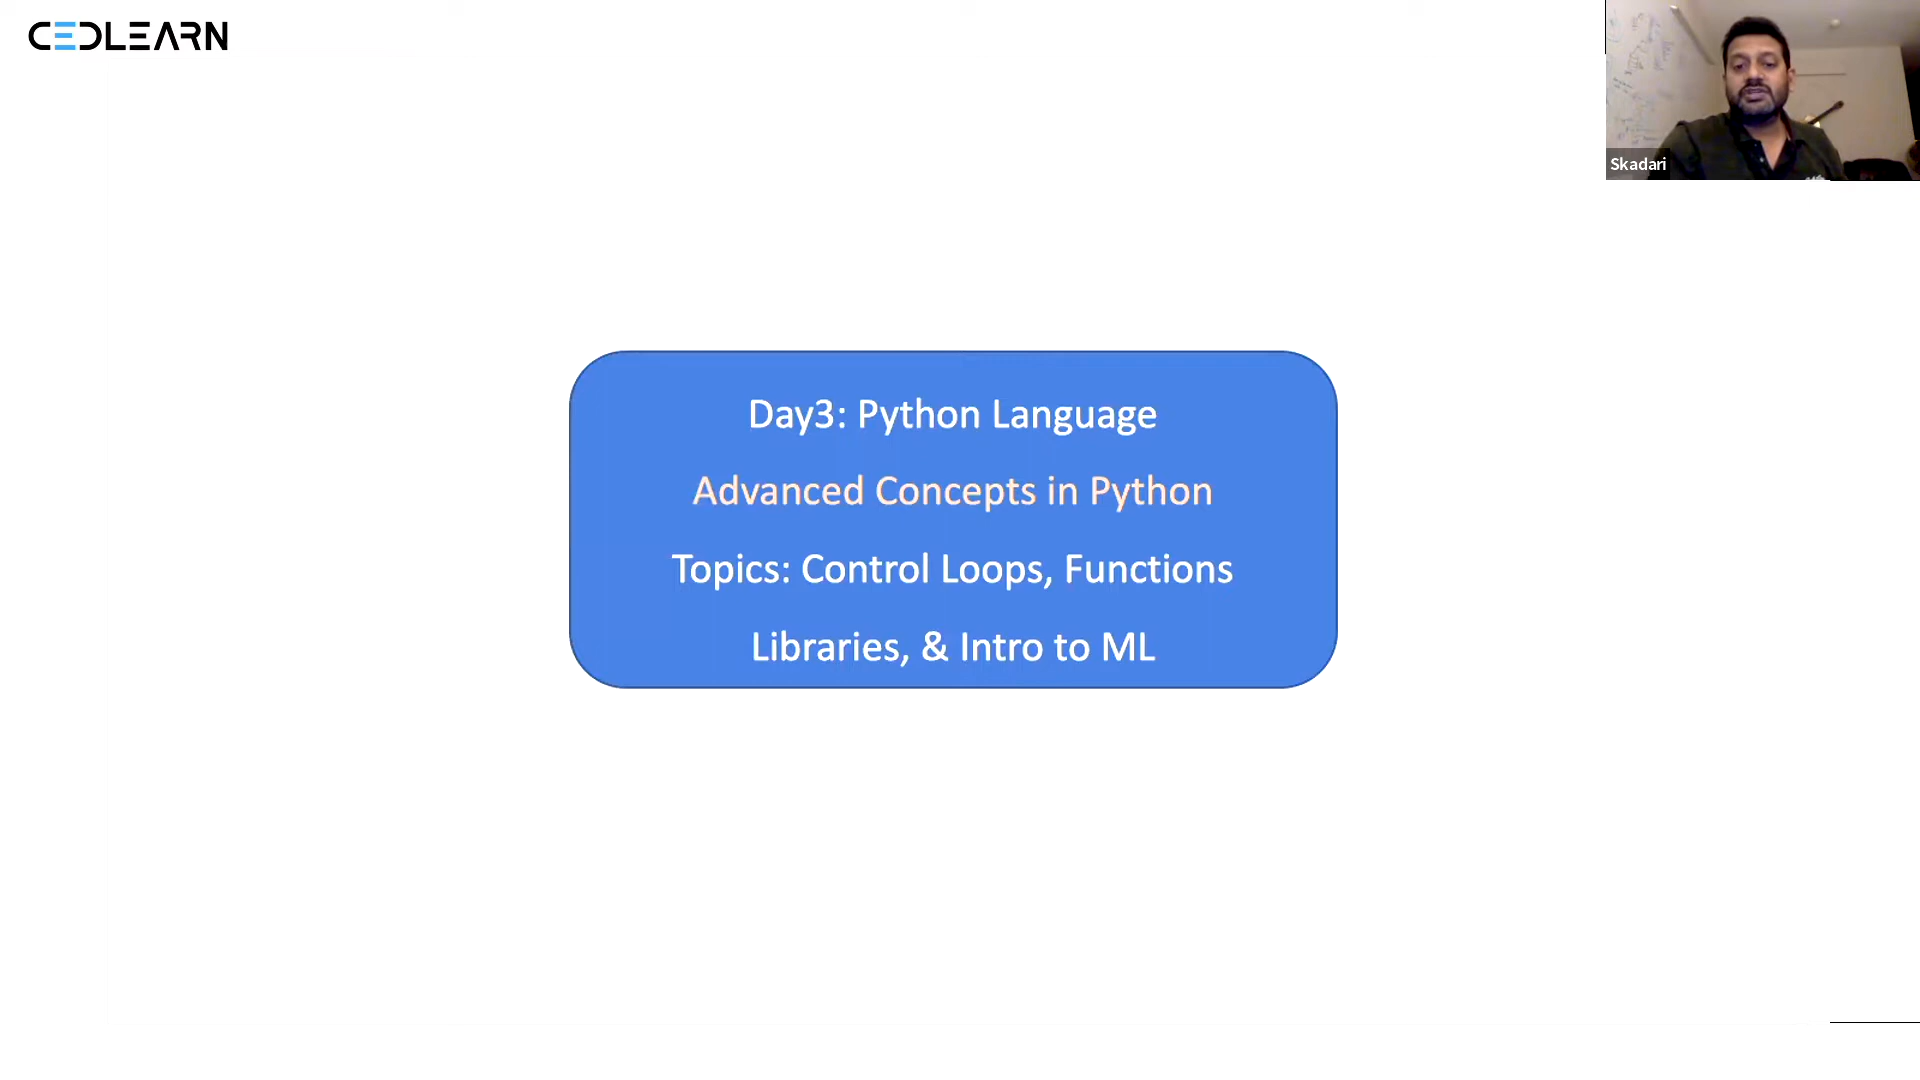 CEDLEARN
Skadari
Day3: Python Language
Advanced Concepts in Python
Topics: Control Loops, Functions
Libraries, & Intro to ML